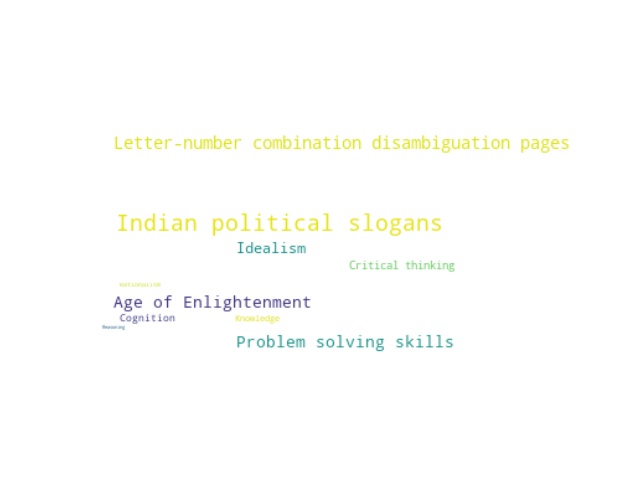 Letter-number combination disambiguation pages
Indian political slogans
Idealism
Critical thinking
Age of Enlightenment
Cognition
Knowledge
Reasoning
Problem solving skills